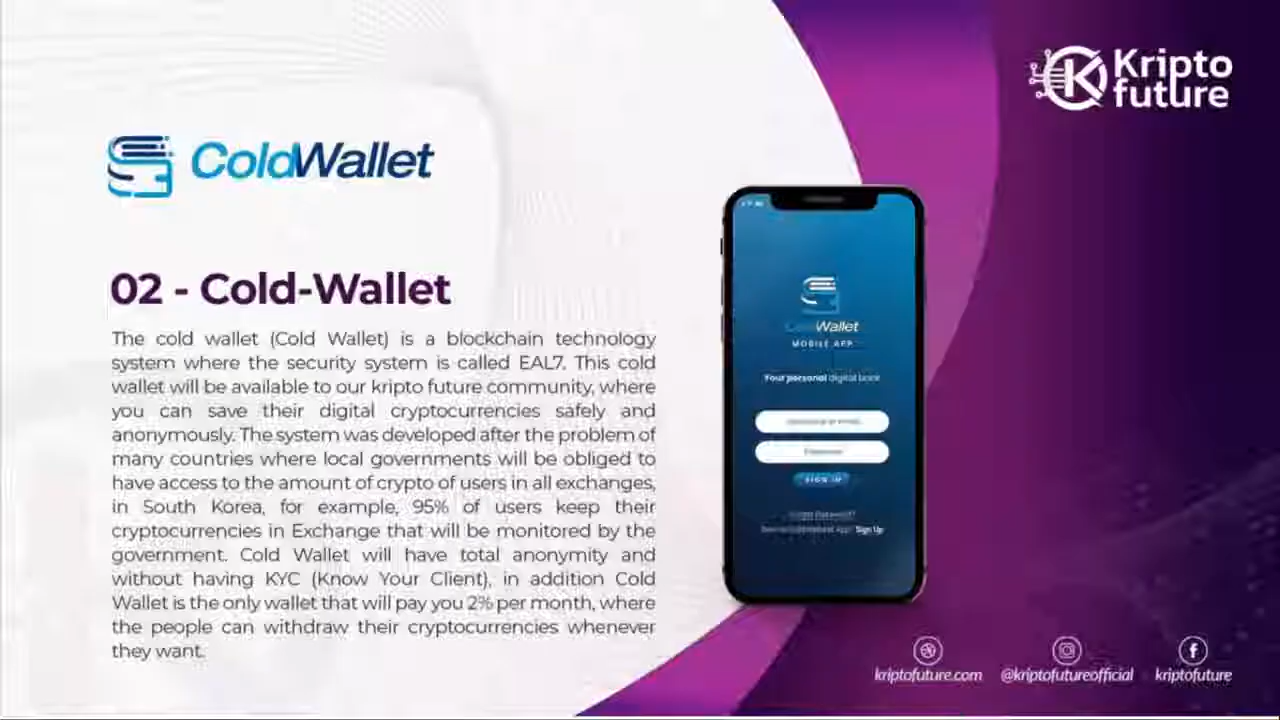 Kripto
future
ColdWallet
02 - Cold-Wallet
The cold wallet (Cold Wallet) is a blockchain technology
system where the security system is called EAL7. This cold
wallet will be available to our kripto future community, where
you can save their digital cryptocurrencies safely and
anonymously. The system was developed after the problem of
many countries where local governments will be obliged to
have access to the amount of crypto of users in all exchanges,
in South Korea, for example, 95% of users keep their
cryptocurrencies in Exchange that will be monitored by the
government. Cold Wallet will have total anonymity and
without having KYC (Know Your Client), in addition Cold
Wallet is the only wallet that will pay you 2% per month, where
the people can withdraw their cryptocurrencies whenever
they want.
ColdWallet
MOBILE APP
Your personal digital bank
SIGN IN
Sign Up
kriptofuture.com
@kriptofutureofficial
kriptofuture